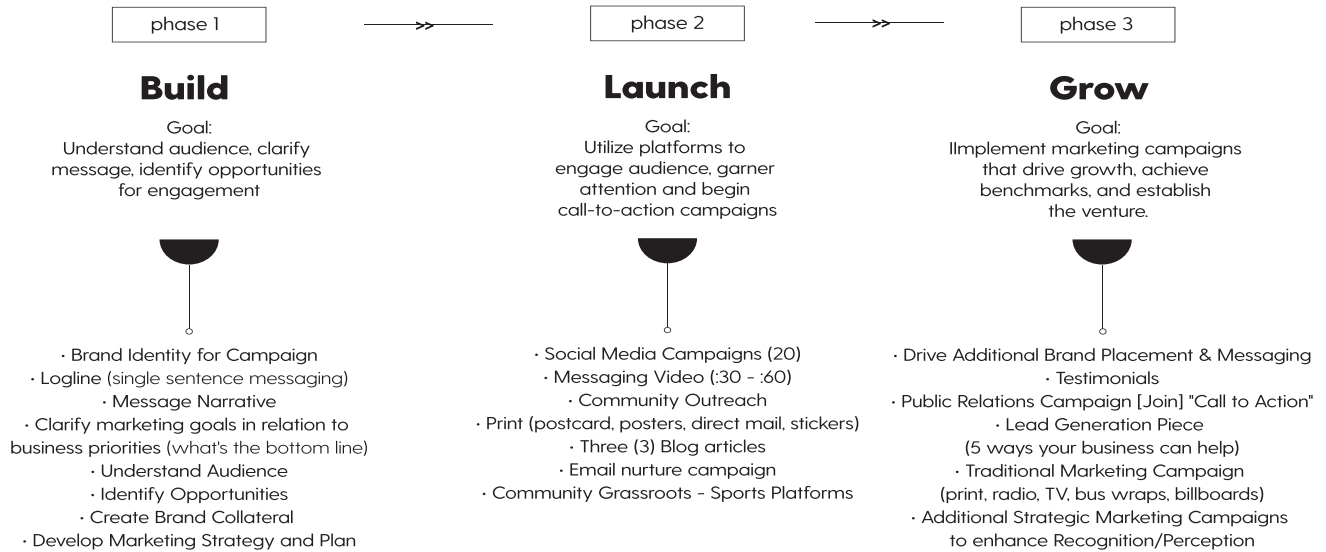 phase 1
Build
Goal:
Understand audience, clarify
message, identify opportunities
for engagement
· Brand Identity for Campaign
· Logline (single sentence messaging)
· Message Narrative
· Clarify marketing goals in relation to
business priorities (what's the bottom line)
· Understand Audience
· Identify Opportunities
· Create Brand Collateral
· Develop Marketing Strategy and Plan
phase 2
Launch
Goal:
Utilize platforms to
engage audience, garner
attention and begin
call-to-action campaigns
· Social Media Campaigns (20)
· Messaging Video (:30 - :60)
· Community Outreach
· Print (postcard, posters, direct mail, stickers)
· Three (3) Blog articles
· Email nurture campaign
· Community Grassroots - Sports Platforms
phase 3
Grow
Goal:
IImplement marketing campaigns
that drive growth, achieve
benchmarks, and establish
the venture.
· Drive Additional Brand Placement & Messaging
· Testimonials
· Public Relations Campaign [Join] "Call to Action"
· Lead Generation Piece
(5 ways your business can help)
· Traditional Marketing Campaign
(print, radio, TV, bus wraps, billboards)
· Additional Strategic Marketing Campaigns
to enhance Recognition/Perception